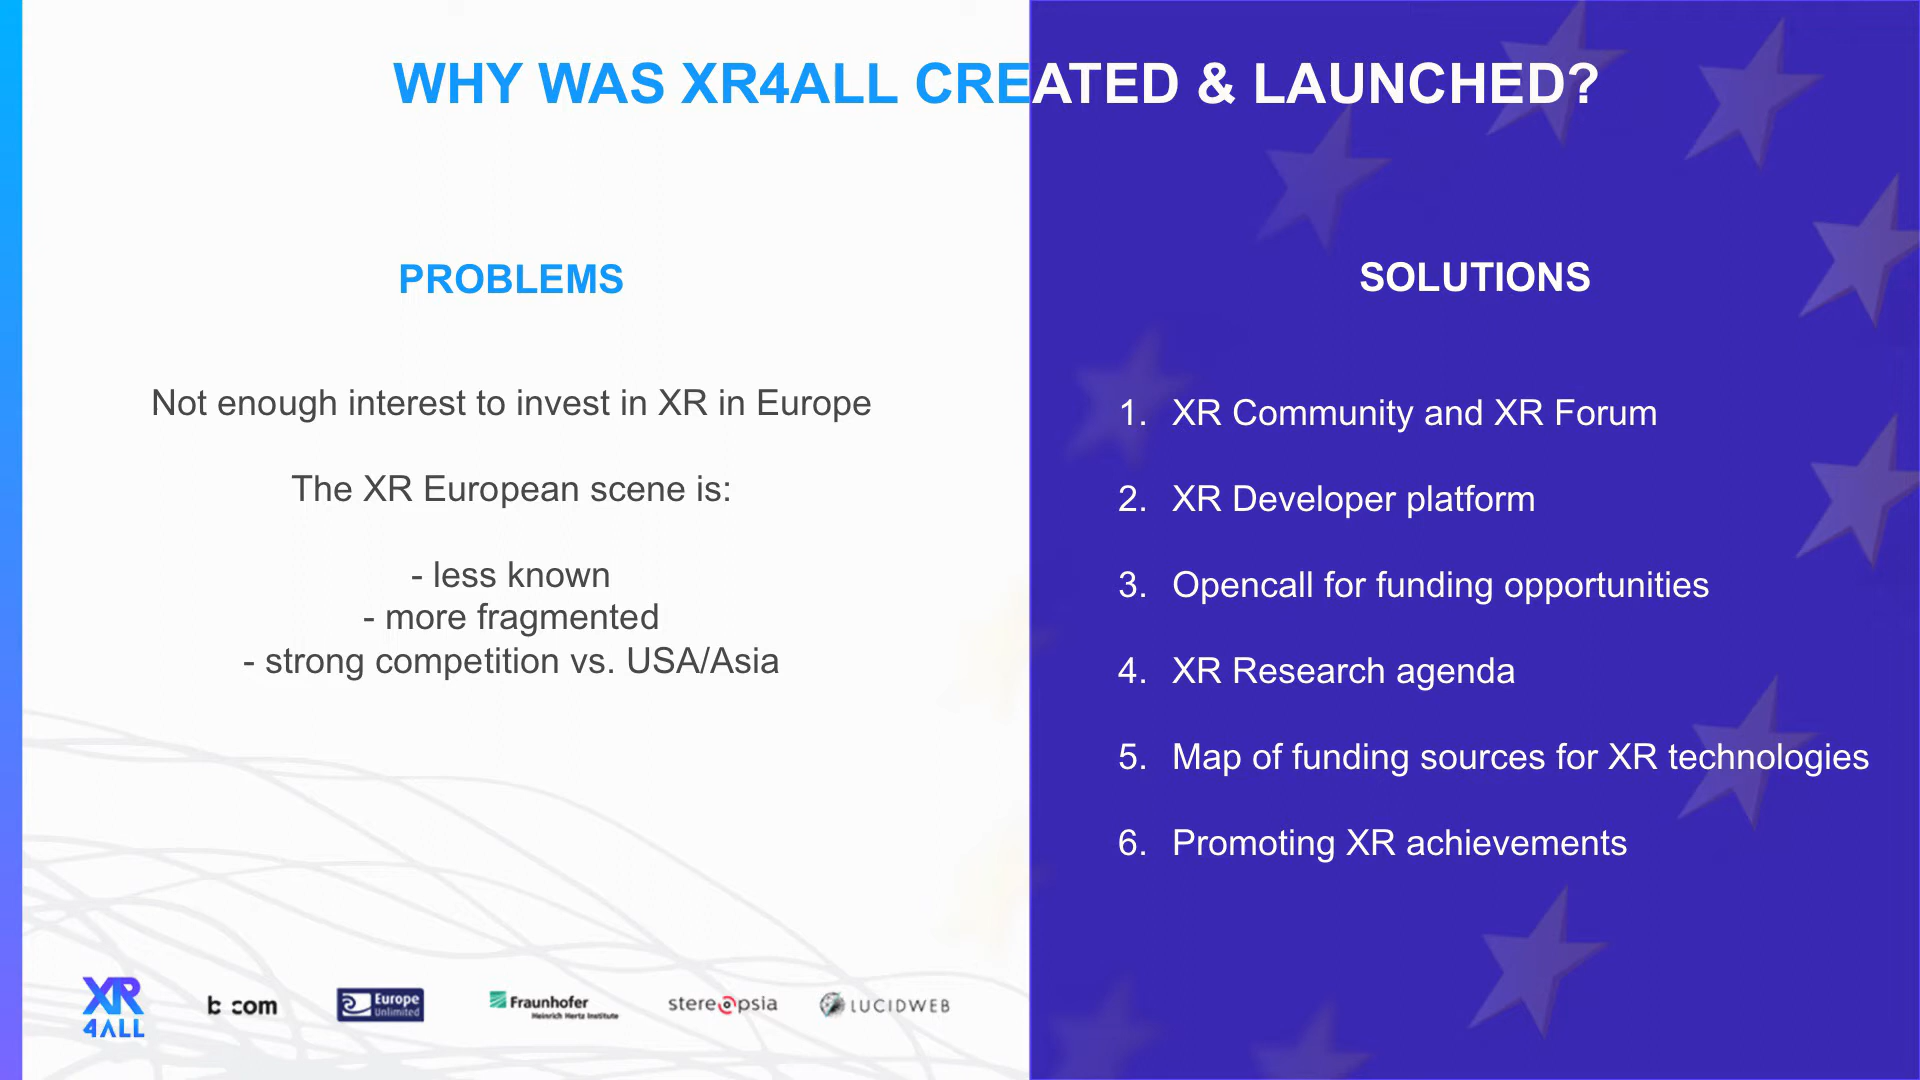 WHY WAS XR4ALL CREATED & LAUNCHED?
PROBLEMS
Not enough interest to invest in XR in Europe
The XR European scene is:
- less known
- more fragmented
- strong competition vs. USA/Asia
SOLUTIONS
1. XR Community and XR Forum
2. XR Developer platform
3. Opencall for funding opportunities
4. XR Research agenda
5. Map of funding sources for XR technologies
6. Promoting XR achievements
XR
4ALL
b com
Europe
Unlimited
Fraunhofer
Heinrich Hertz Institute
stereopsia
LUCIDWEB